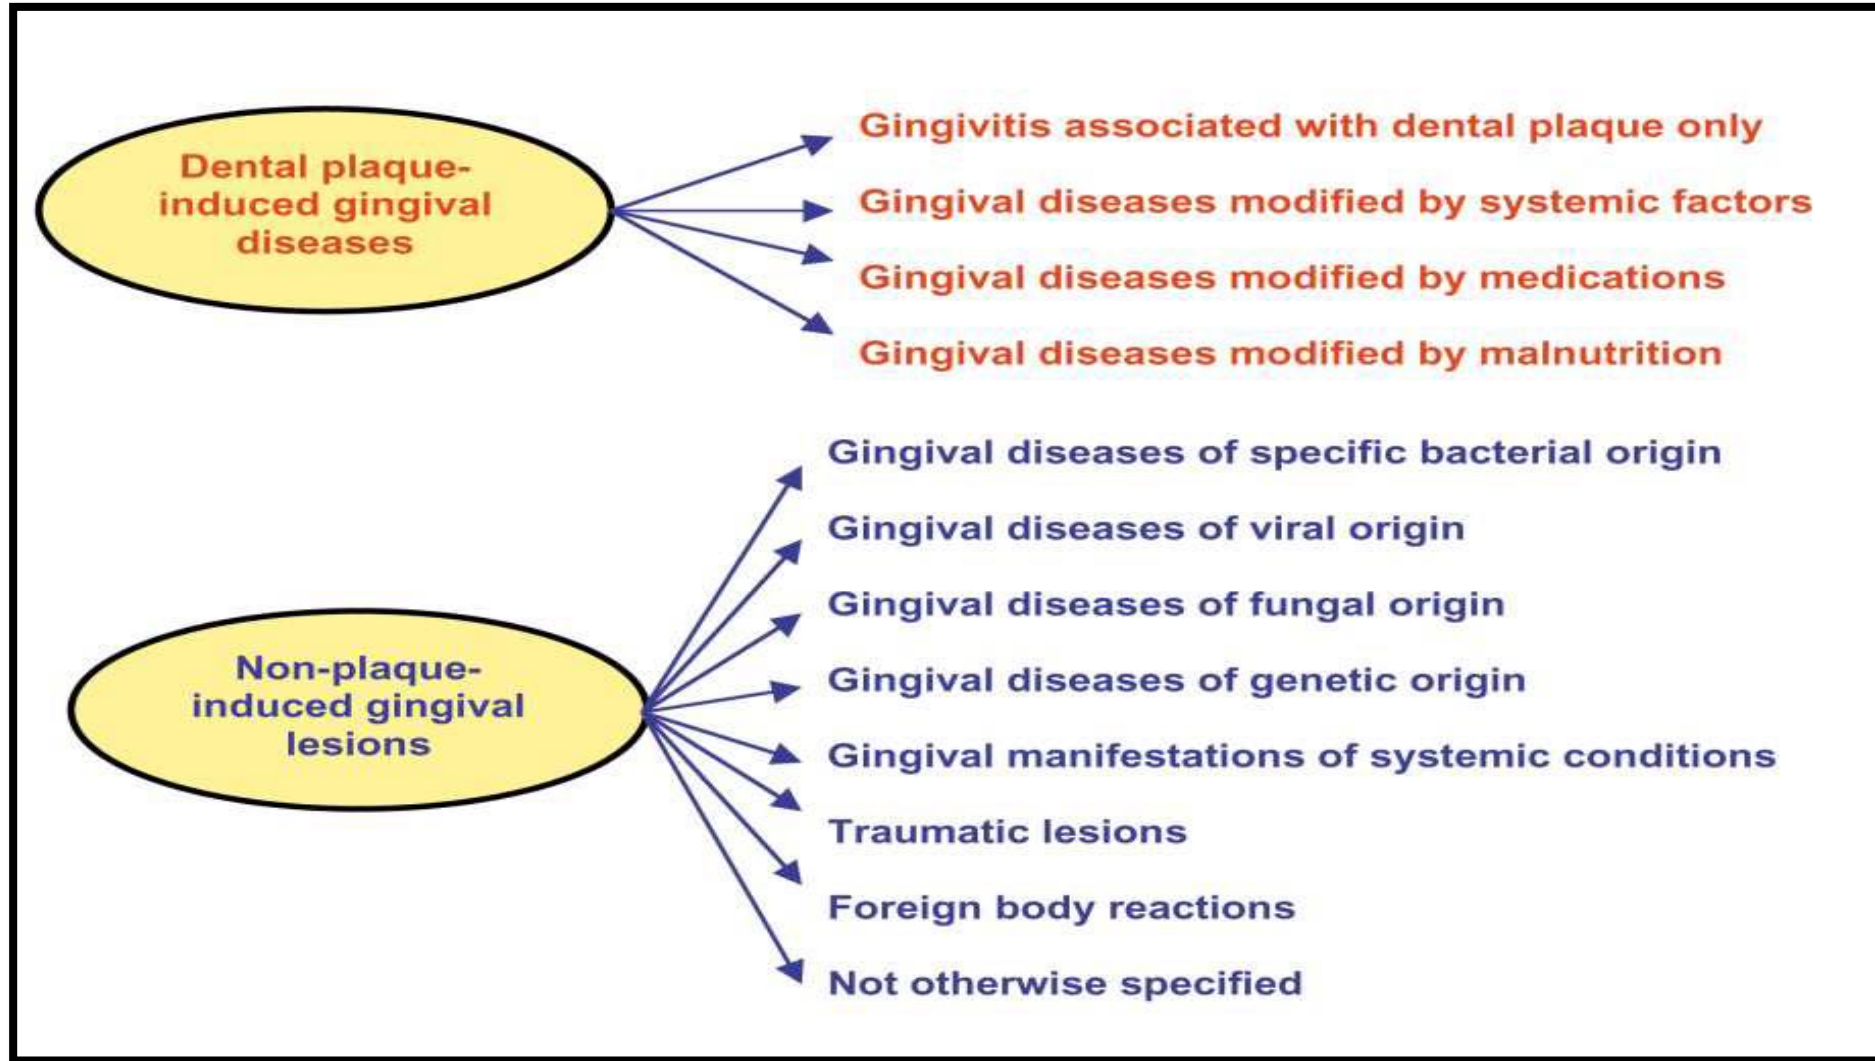 Dental plaque-
induced gingival
diseases
Gingivitis associated with dental plaque only
Gingival diseases modified by systemic factors
Gingival diseases modified by medications
Gingival diseases modified by malnutrition
Non-plaque-
induced gingival
lesions
Gingival diseases of specific bacterial origin
Gingival diseases of viral origin
Gingival diseases of fungal origin
Gingival diseases of genetic origin
Gingival manifestations of systemic conditions
Traumatic lesions
Foreign body reactions
Not otherwise specified